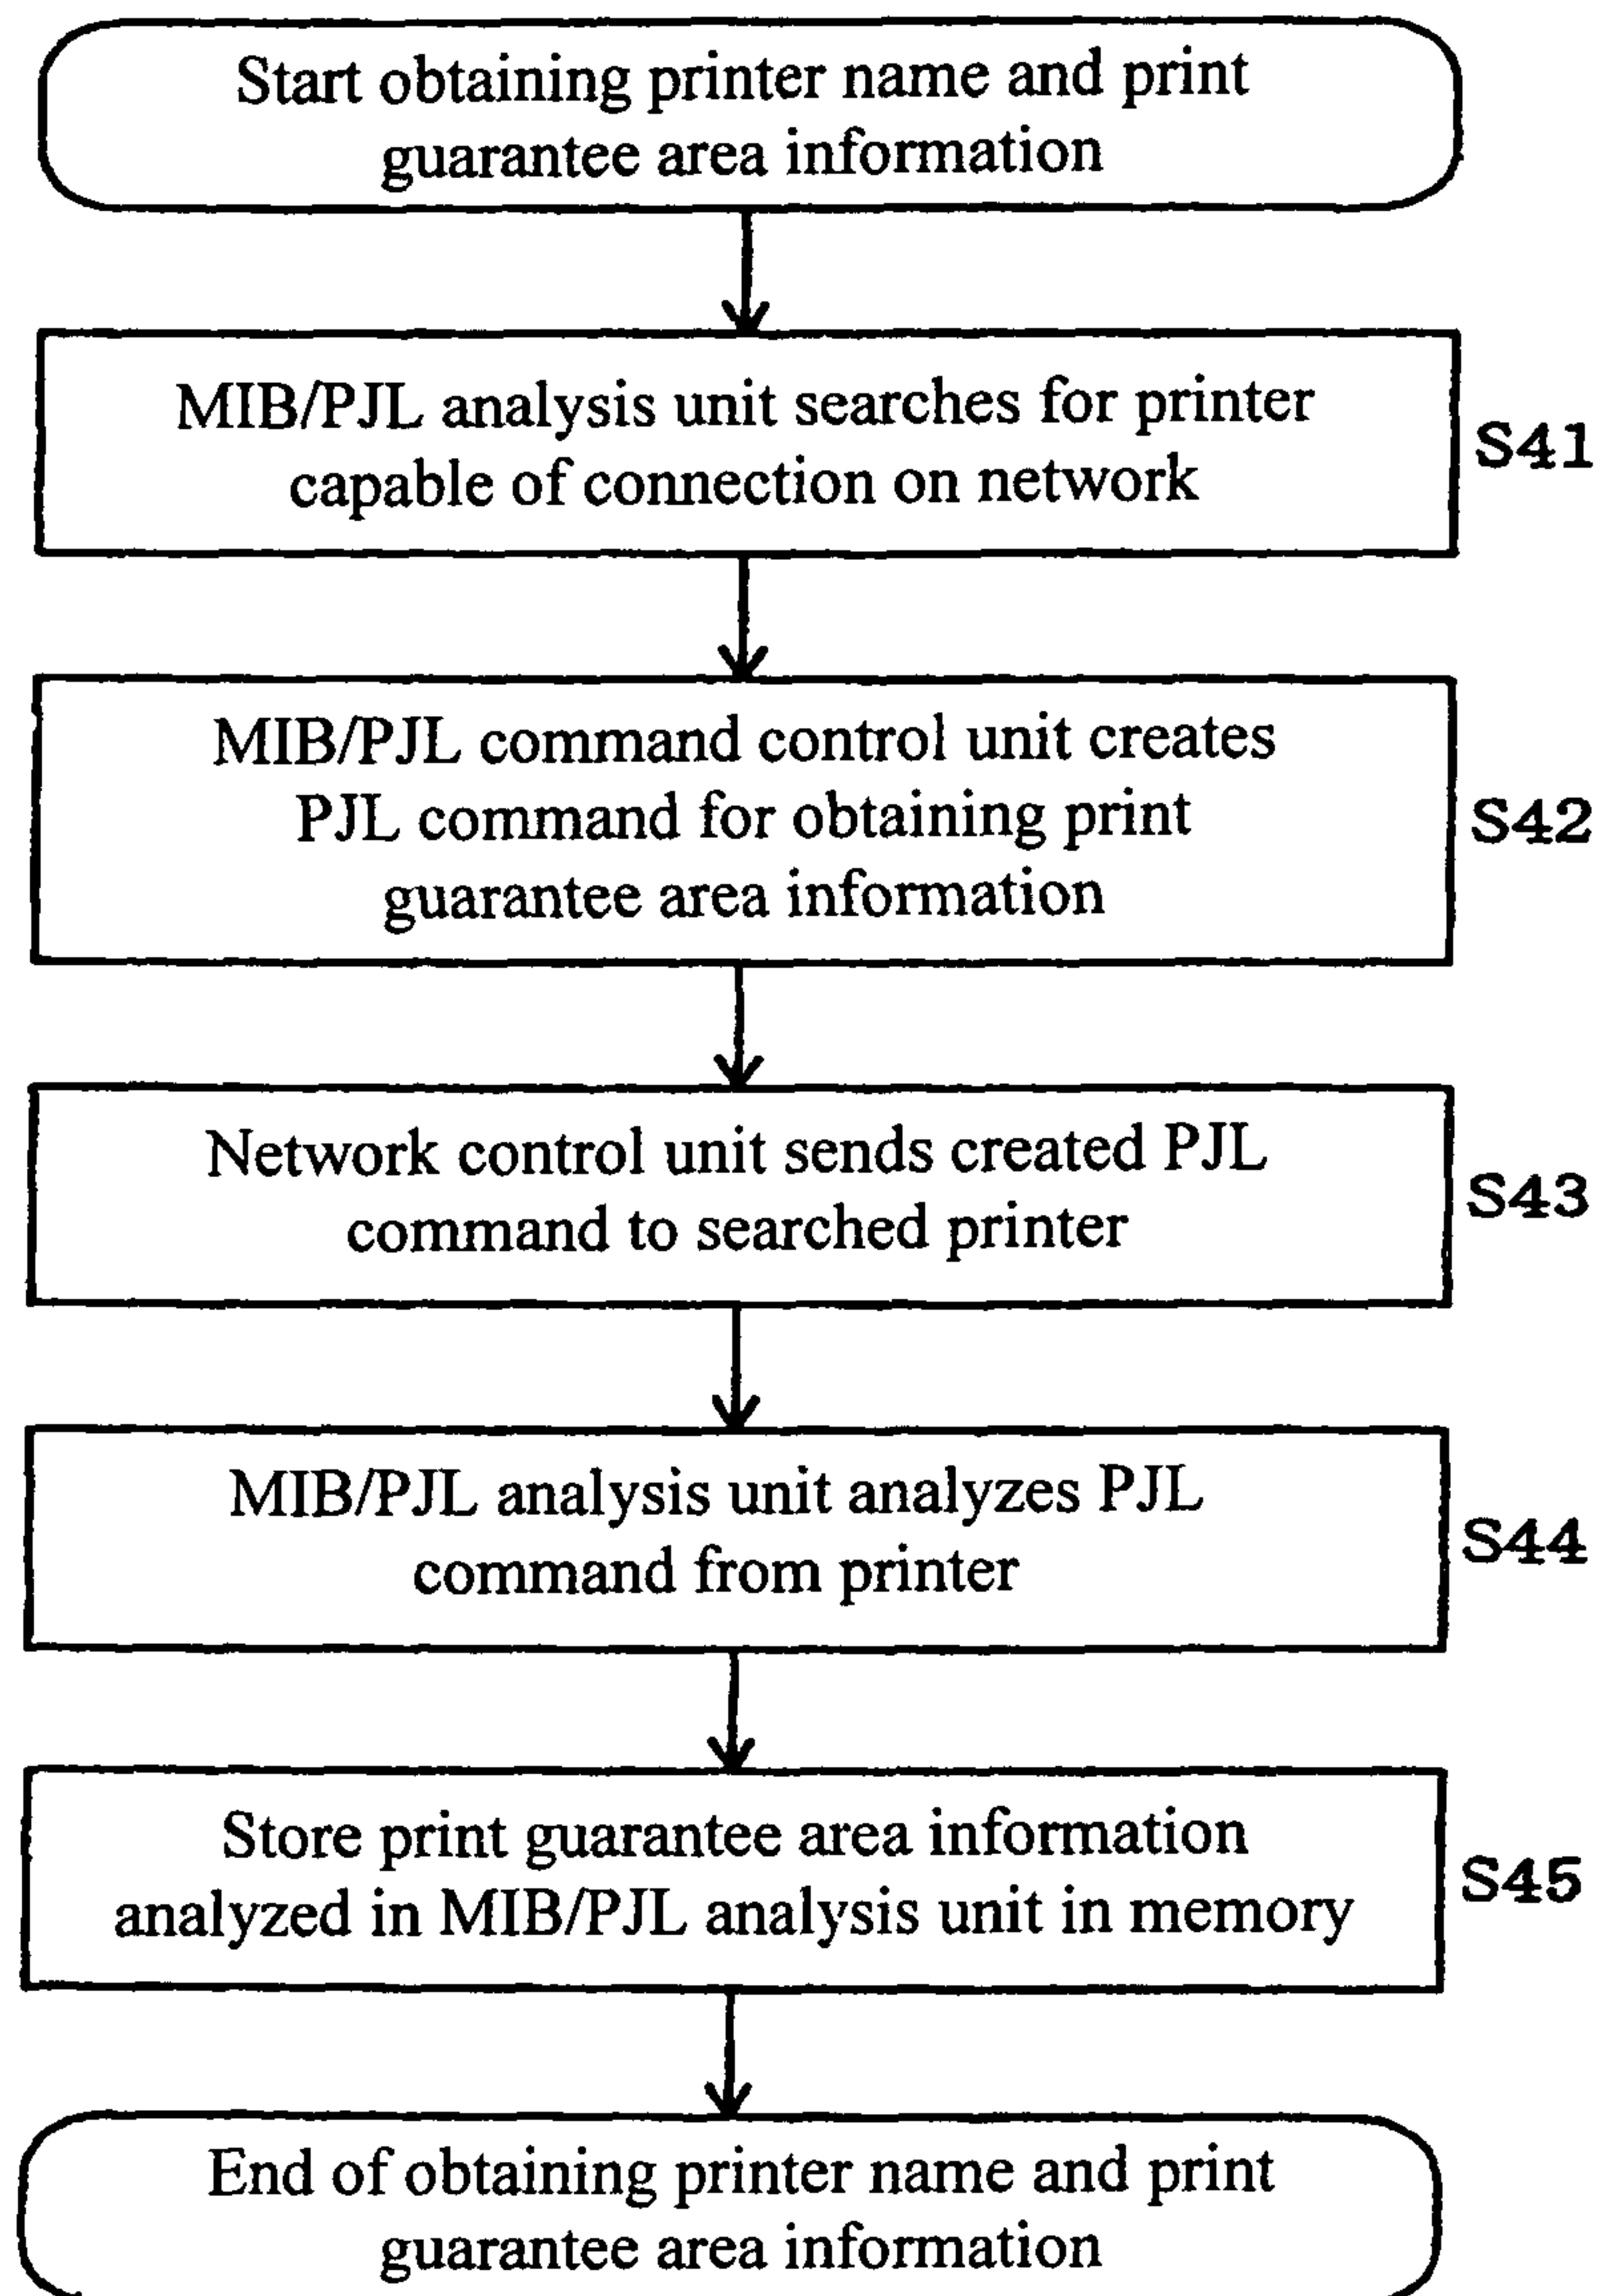 Start obtaining printer name and print
guarantee area information
MIB/PJL analysis unit searches for printer
capable of connection on network
S41
MIB/PJL command control unit creates
PJL command for obtaining print
guarantee area information
S42
Network control unit sends created PJL
command to searched printer
S43
MIB/PJL analysis unit analyzes PJL
command from printer
S44
Store print guarantee area information
analyzed in MIB/PJL analysis unit in memory
S45
End of obtaining printer name and print
guarantee area information